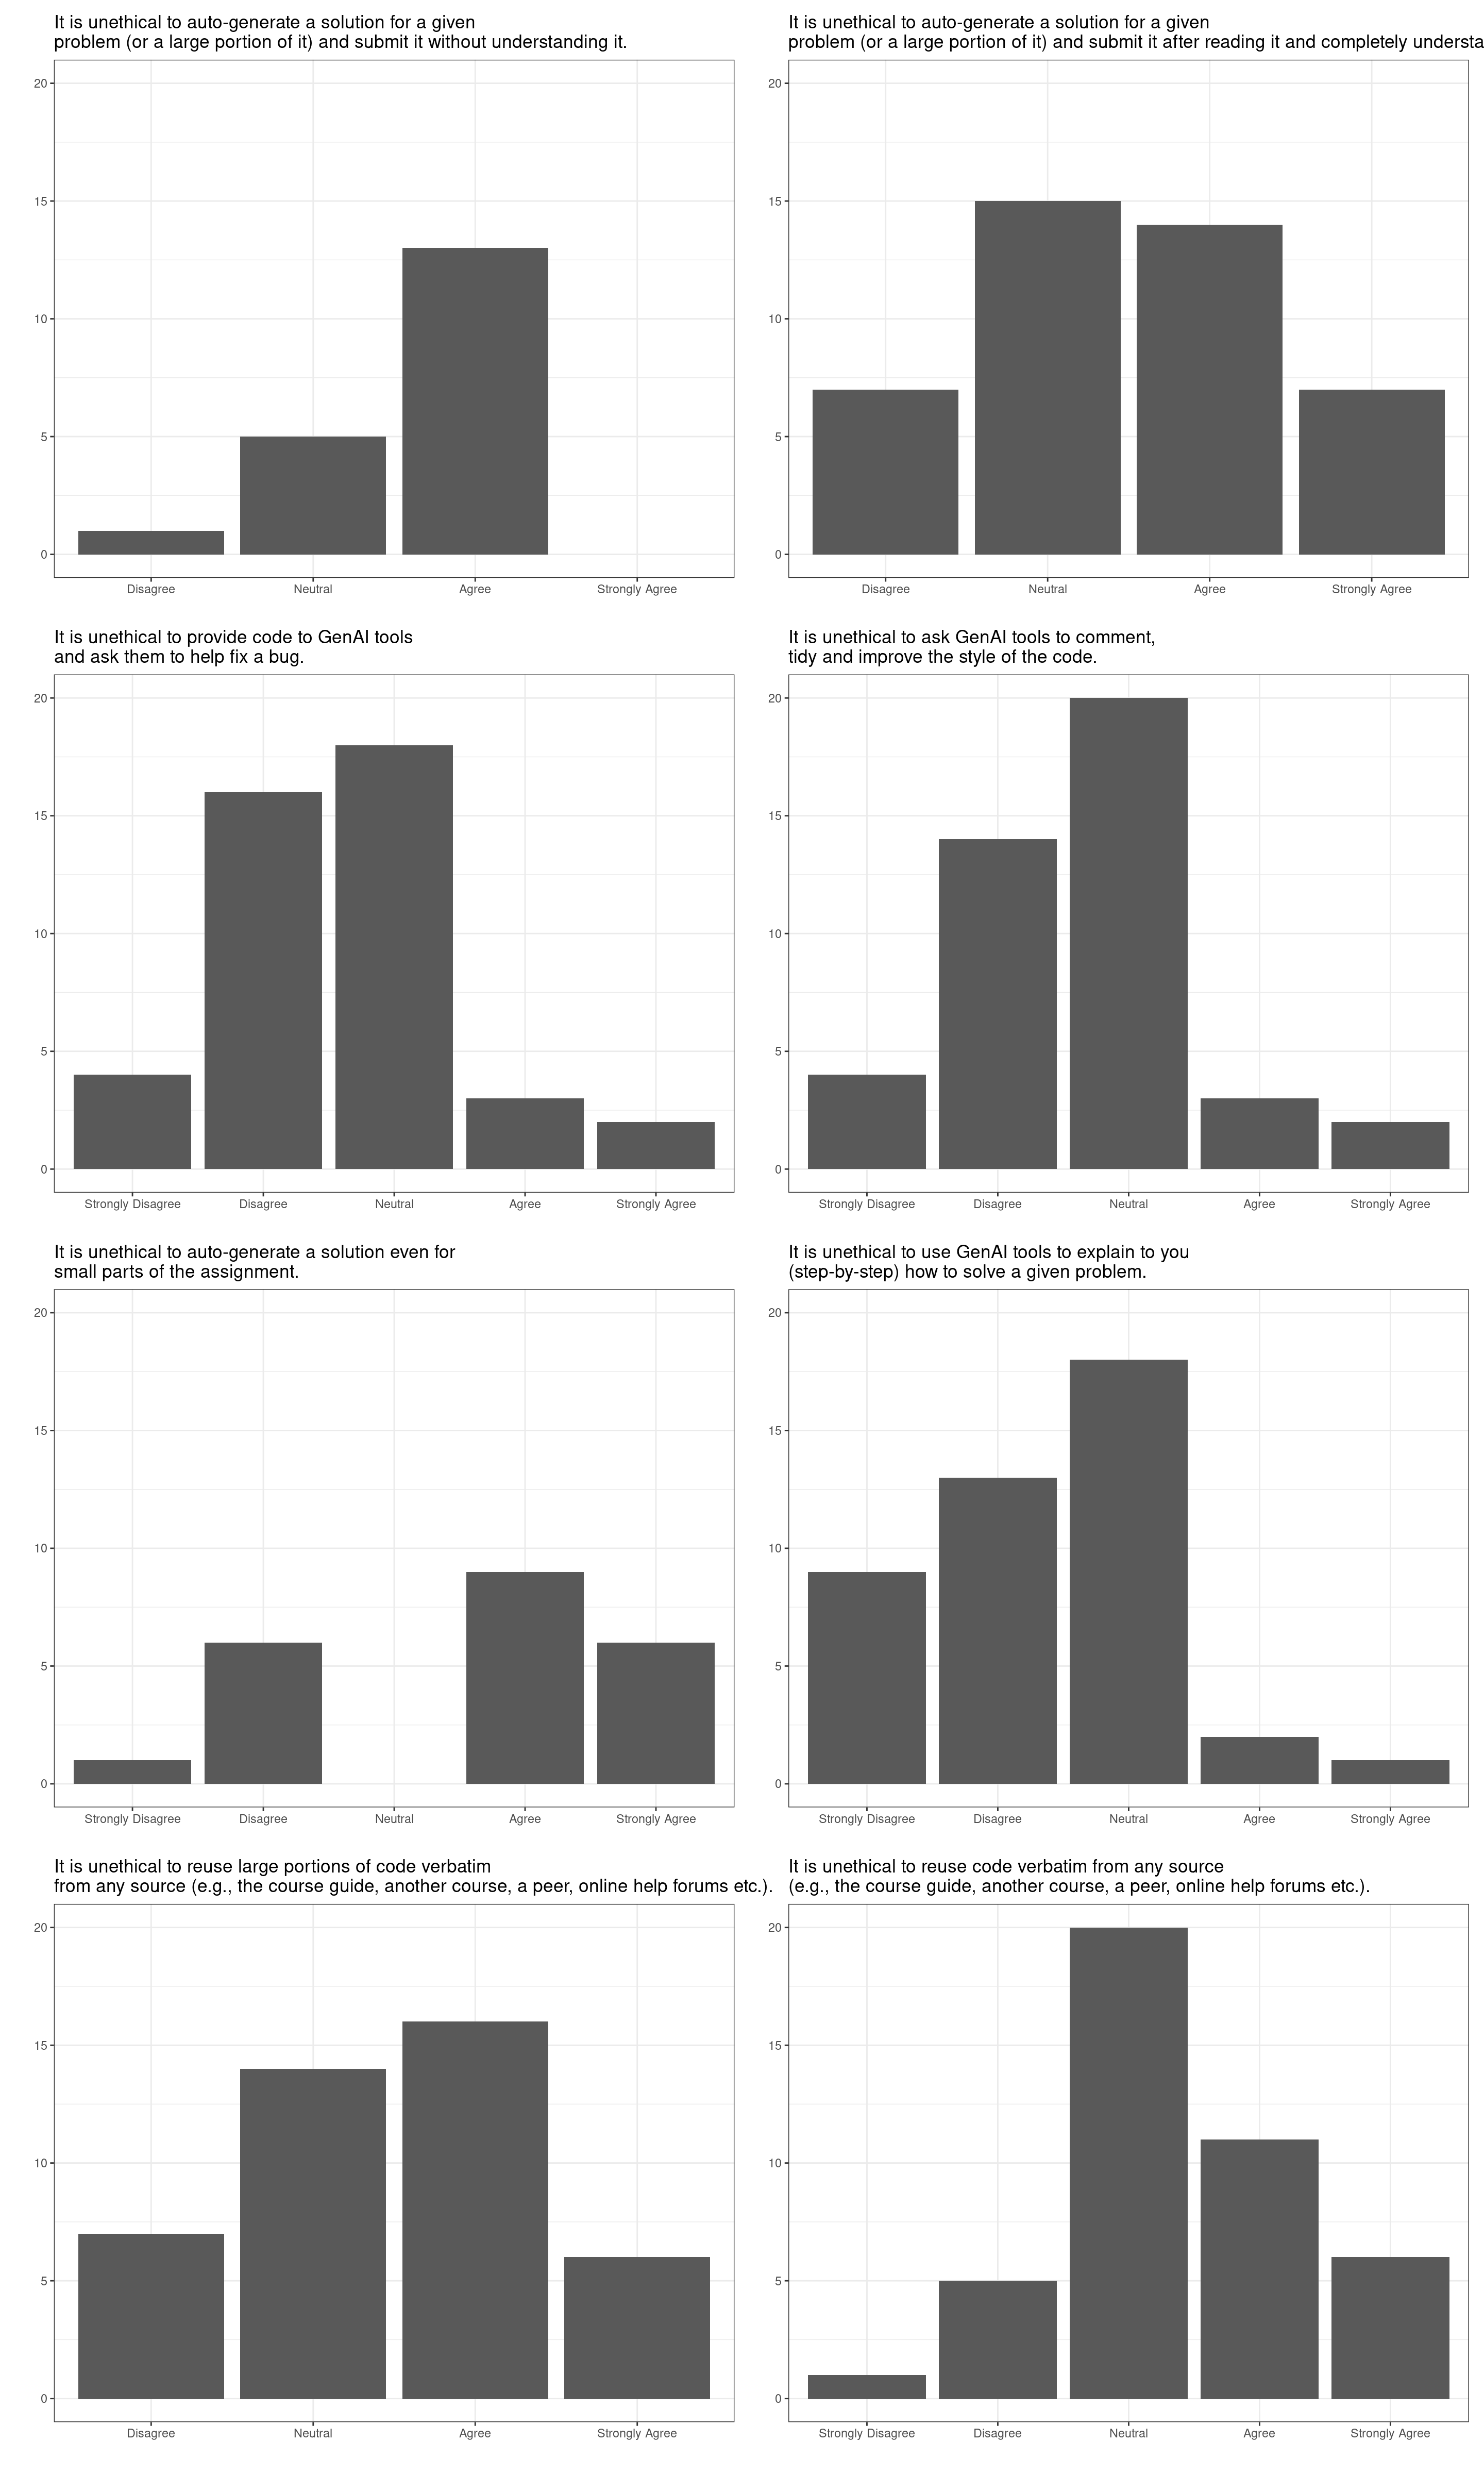 It is unethical to auto-generate a solution for a given
problem (or a large portion of it) and submit it without understanding it.
20
15
10
5
0
Disagree Neutral Agree Strongly Agree
It is unethical to auto-generate a solution for a given
problem (or a large portion of it) and submit it after reading it and completely understa
20
15
10
5
0
Disagree Neutral Agree Strongly Agree
It is unethical to provide code to GenAI tools
and ask them to help fix a bug.
20
15
10
5
0
Strongly Disagree Disagree Neutral Agree Strongly Agree
It is unethical to ask GenAI tools to comment,
tidy and improve the style of the code.
20
15
10
5
0
Strongly Disagree Disagree Neutral Agree Strongly Agree
It is unethical to auto-generate a solution even for
small parts of the assignment.
20
15
10
5
0
Strongly Disagree Disagree Neutral Agree Strongly Agree
It is unethical to use GenAI tools to explain to you
(step-by-step) how to solve a given problem.
20
15
10
5
0
Strongly Disagree Disagree Neutral Agree Strongly Agree
It is unethical to reuse large portions of code verbatim
from any source (e.g., the course guide, another course, a peer, online help forums etc.).
20
15
10
5
0
Disagree Neutral Agree Strongly Agree
It is unethical to reuse code verbatim from any source
(e.g., the course guide, another course, a peer, online help forums etc.).
20
15
10
5
0
Strongly Disagree Disagree Neutral Agree Strongly Agree